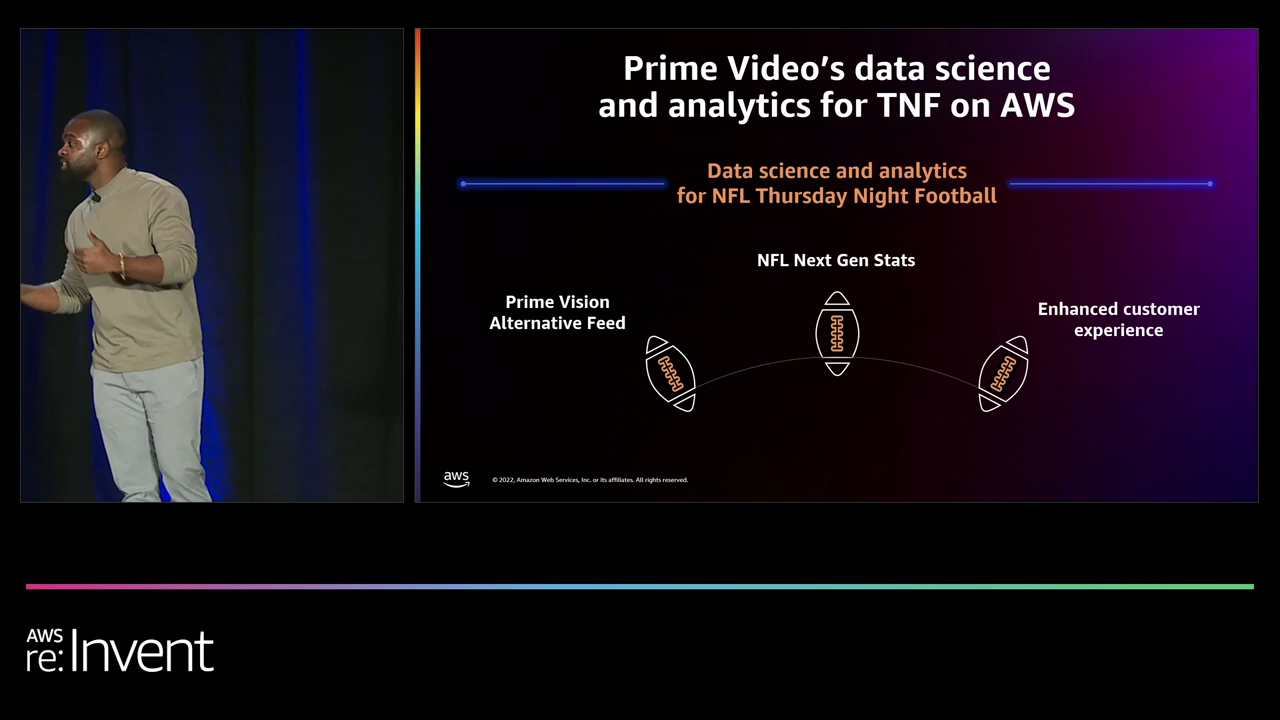 Prime Video’s data science
and analytics for TNF on AWS
Data science and analytics
for NFL Thursday Night Football
NFL Next Gen Stats
Prime Vision
Alternative Feed
Enhanced customer
experience
aws
© 2022, Amazon Web Services, Inc. or its affiliates. All rights reserved.
AWS
re:Invent